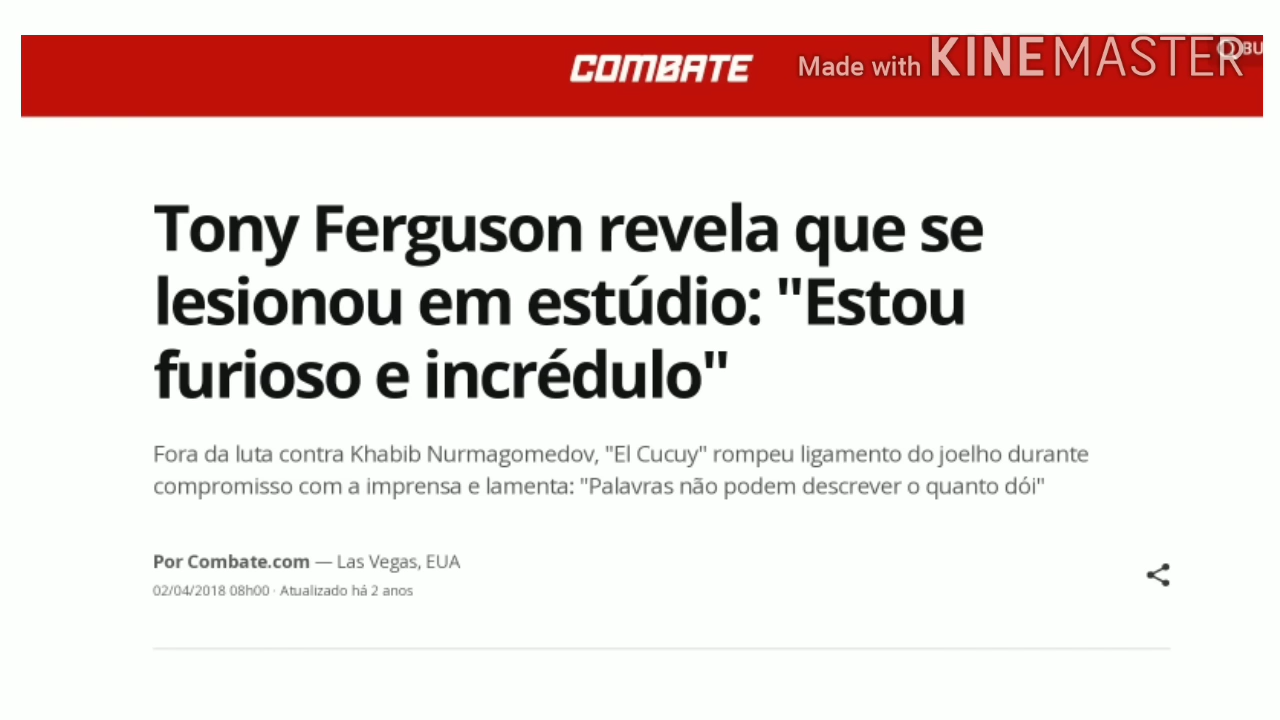 COMBATE
Made with KINEMASTER
BU
Tony Ferguson revela que se
lesionou em estúdio: "Estou
furioso e incrédulo"
Fora da luta contra Khabib Nurmagomedov, "El Cucuy" rompeu ligamento do joelho durante
compromisso com a imprensa e lamenta: "Palavras não podem descrever o quanto dói"
Por Combate.com — Las Vegas, EUA
02/04/2018 08h00 · Atualizado há 2 anos